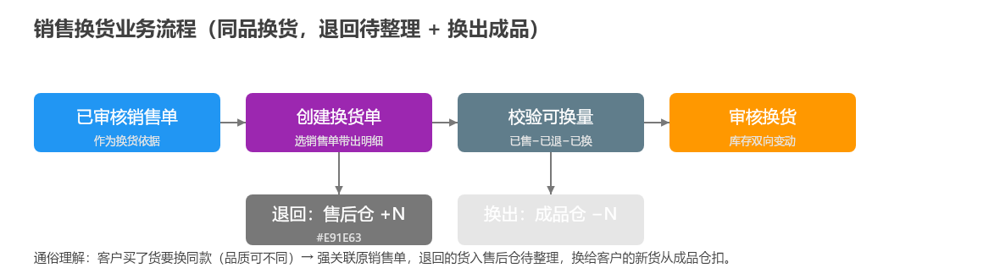 销售换货业务流程（同品换货，退回待整理 + 换出成品）
已审核销售单
作为换货依据
创建换货单
选销售单带出明细
校验可换量
已售−已退−已换
审核换货
库存双向变动
退回：售后仓 +N
#E91E63
换出：成品仓 −N
通俗理解：客户买了货要换同款（品质可不同）→ 强关联原销售单，退回的货入售后仓待整理，换给客户的新货从成品仓扣。